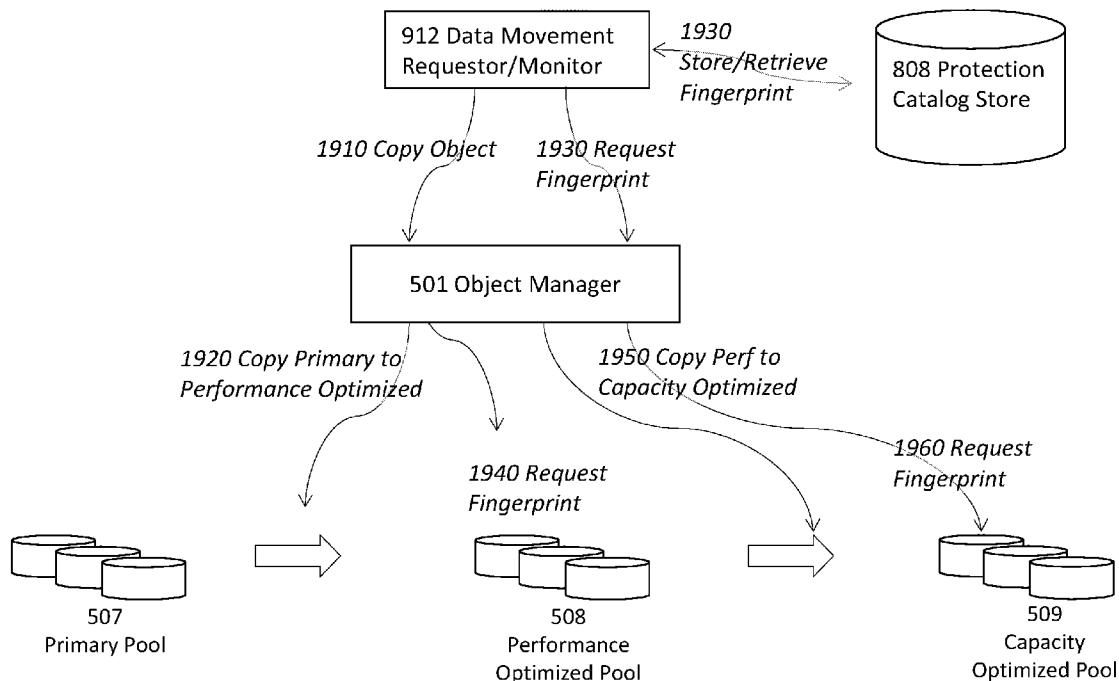 912 Data Movement
Requestor/Monitor
1930
Store/Retrieve
Fingerprint
808 Protection
Catalog Store
1910 Copy Object
1930 Request
Fingerprint
501 Object Manager
1920 Copy Primary to
Performance Optimized
1950 Copy Perf to
Capacity Optimized
1940 Request
Fingerprint
1960 Request
Fingerprint
507
Primary Pool
508
Performance
Optimized Pool
509
Capacity
Optimized Pool